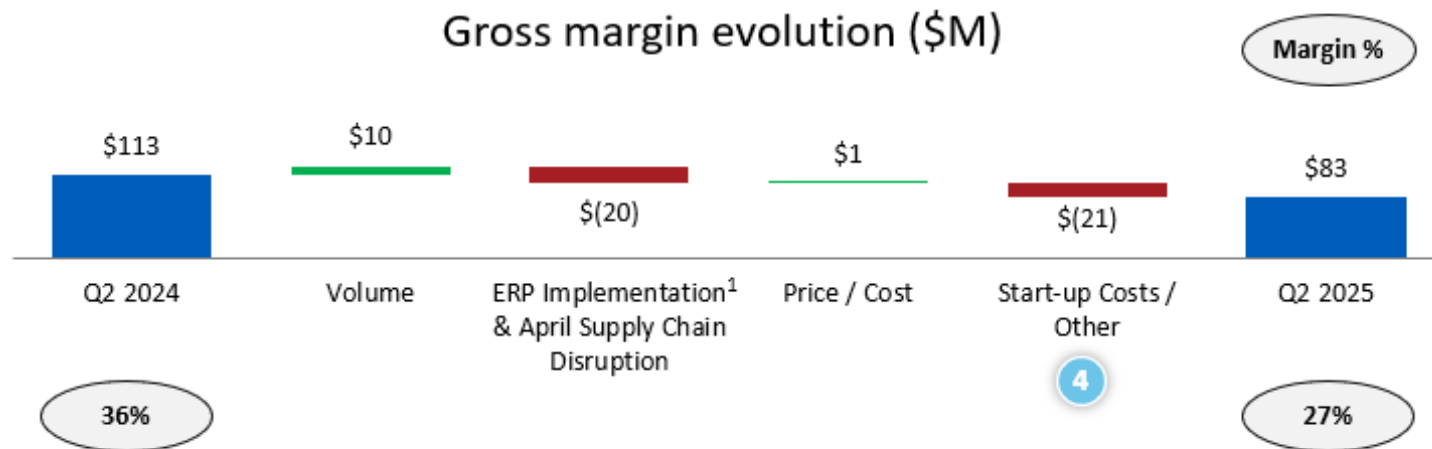 Gross margin evolution ($M)
Margin %
$113
$10
$(20)
$1
$(21)
$83
Q2 2024
Volume
ERP Implementation¹
& April Supply Chain
Disruption
Price / Cost
Start-up Costs /
Other
Q2 2025
4
36%
27%